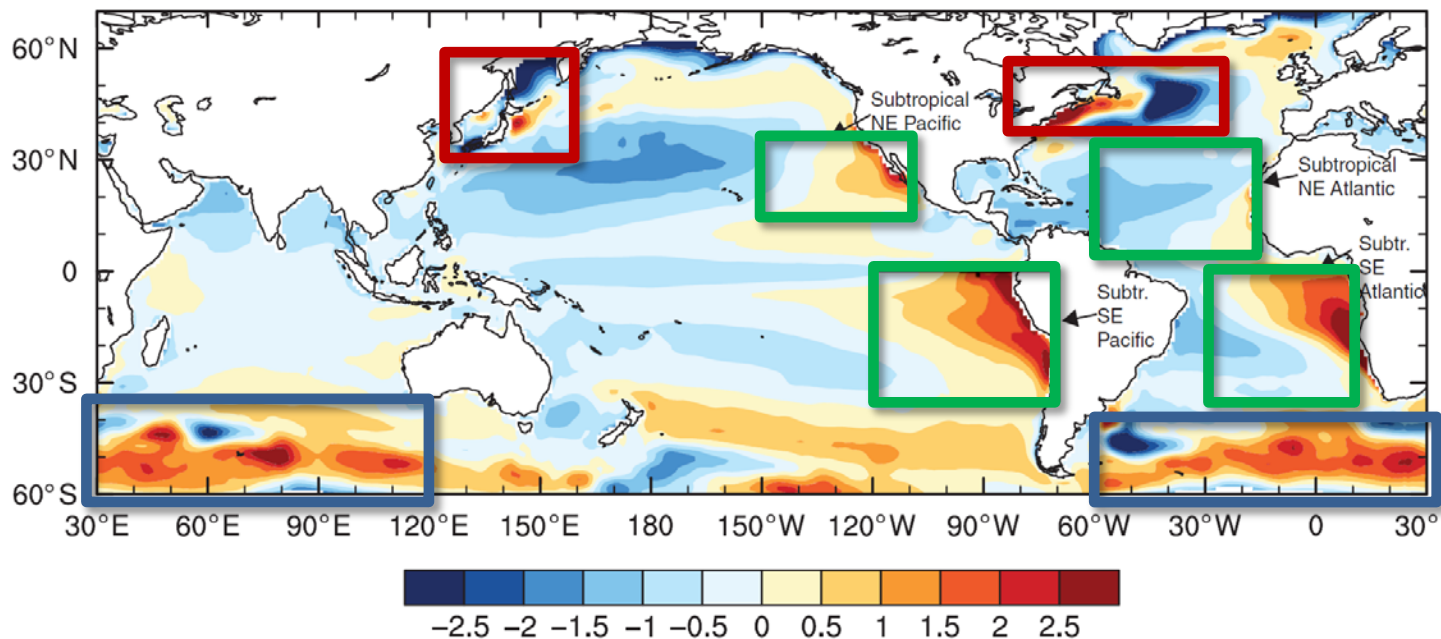 60°N
30°N
0
30°S
60°S
Subtropical
NE Pacific
Subtropical
NE Atlantic
Subtr.
SE
Atlantic
Subtr.
SE
Pacific
30°E 60°E 90°E 120°E 150°E 180 150°W 120°W 90°W 60°W 30°W 0 30°
−2.5 −2 −1.5 −1 −0.5 0 0.5 1 1.5 2 2.5